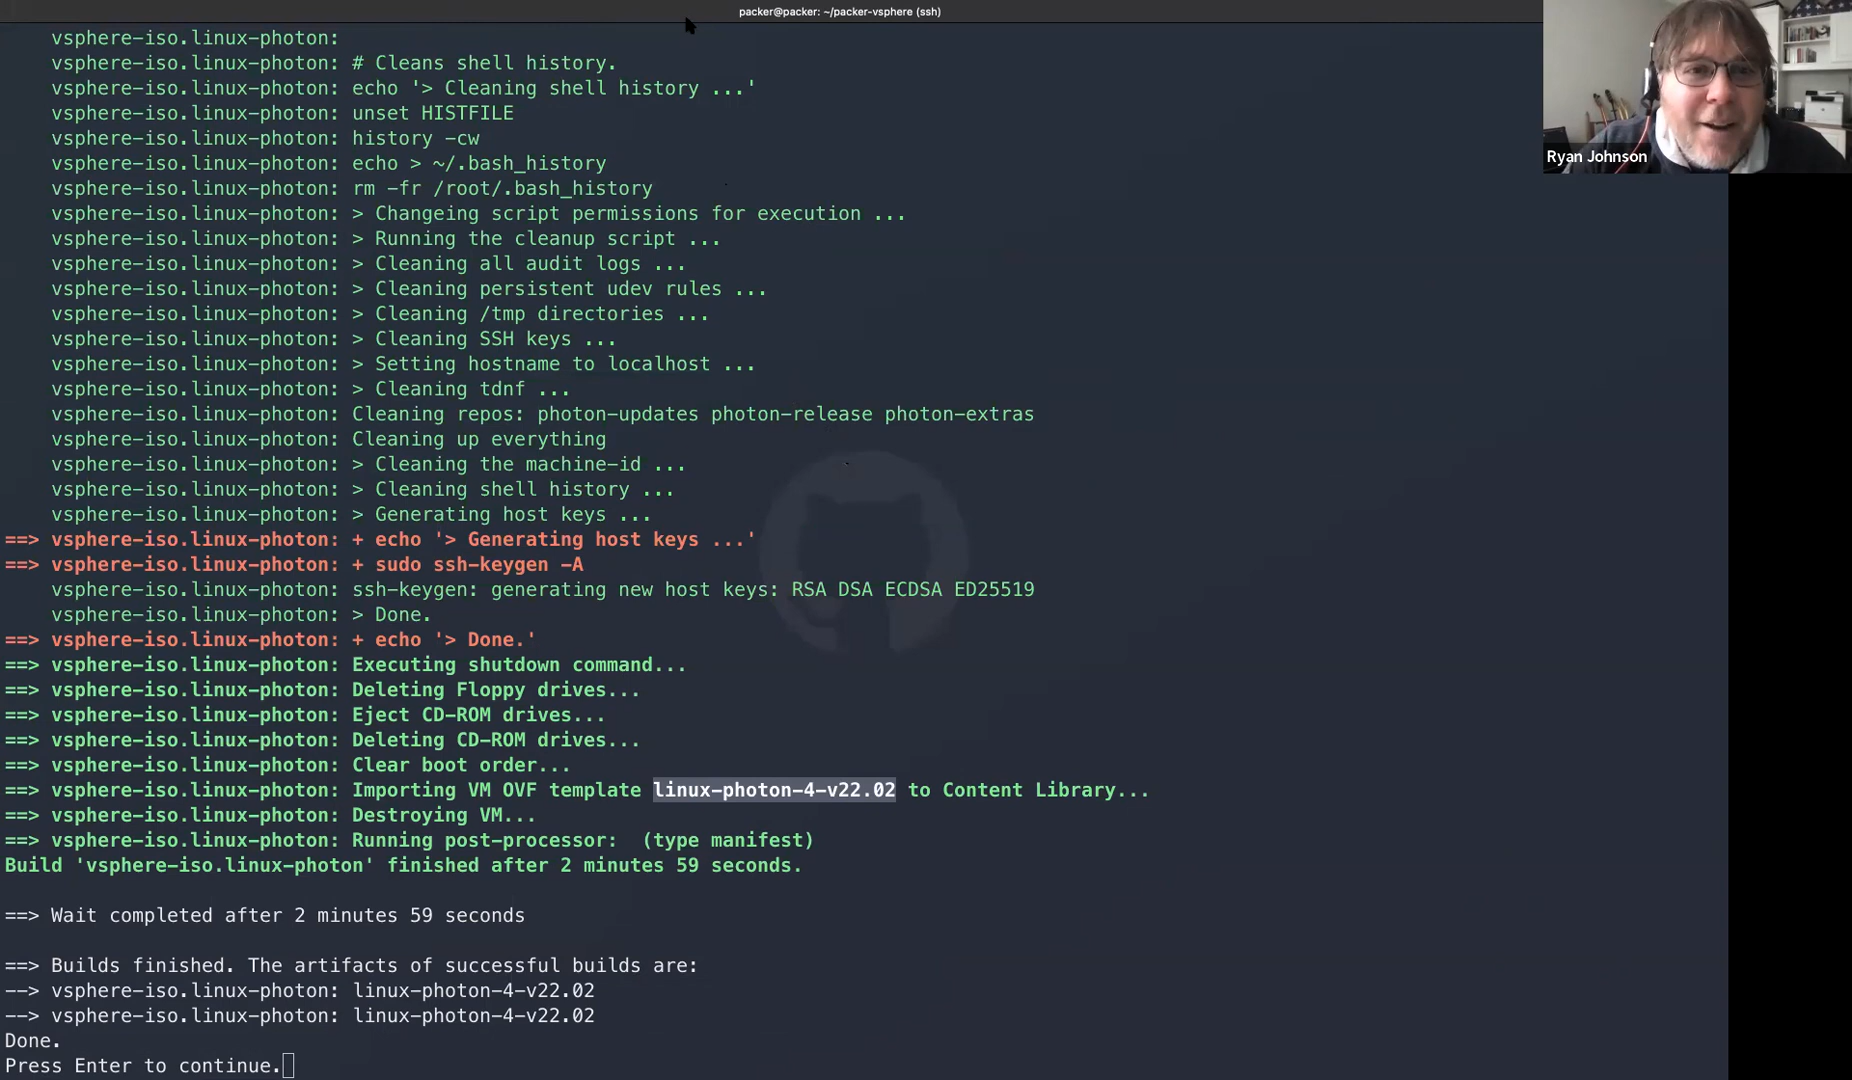 packer@packer: ~/packer-vsphere (ssh)
vsphere-iso.linux-photon:
vsphere-iso.linux-photon: # Cleans shell history.
vsphere-iso.linux-photon: echo '> Cleaning shell history ...'
vsphere-iso.linux-photon: unset HISTFILE
vsphere-iso.linux-photon: history -cw
vsphere-iso.linux-photon: echo > ~/.bash_history
vsphere-iso.linux-photon: rm -fr /root/.bash_history
vsphere-iso.linux-photon: > Changeing script permissions for execution ...
vsphere-iso.linux-photon: > Running the cleanup script ...
vsphere-iso.linux-photon: > Cleaning all audit logs ...
vsphere-iso.linux-photon: > Cleaning persistent udev rules ...
vsphere-iso.linux-photon: > Cleaning /tmp directories ...
vsphere-iso.linux-photon: > Cleaning SSH keys ...
vsphere-iso.linux-photon: > Setting hostname to localhost ...
vsphere-iso.linux-photon: > Cleaning tdnf ...
vsphere-iso.linux-photon: Cleaning repos: photon-updates photon-release photon-extras
vsphere-iso.linux-photon: Cleaning up everything
vsphere-iso.linux-photon: > Cleaning the machine-id ...
vsphere-iso.linux-photon: > Cleaning shell history ...
vsphere-iso.linux-photon: > Generating host keys ...
==> vsphere-iso.linux-photon: + echo '> Generating host keys ...'
==> vsphere-iso.linux-photon: + sudo ssh-keygen -A
vsphere-iso.linux-photon: ssh-keygen: generating new host keys: RSA DSA ECDSA ED25519
vsphere-iso.linux-photon: > Done.
==> vsphere-iso.linux-photon: + echo '> Done.'
==> vsphere-iso.linux-photon: Executing shutdown command...
==> vsphere-iso.linux-photon: Deleting Floppy drives...
==> vsphere-iso.linux-photon: Eject CD-ROM drives...
==> vsphere-iso.linux-photon: Deleting CD-ROM drives...
==> vsphere-iso.linux-photon: Clear boot order...
==> vsphere-iso.linux-photon: Importing VM OVF template linux-photon-4-v22.02 to Content Library...
==> vsphere-iso.linux-photon: Destroying VM...
==> vsphere-iso.linux-photon: Running post-processor:  (type manifest)
Build 'vsphere-iso.linux-photon' finished after 2 minutes 59 seconds.
==> Wait completed after 2 minutes 59 seconds
==> Builds finished. The artifacts of successful builds are:
--> vsphere-iso.linux-photon: linux-photon-4-v22.02
--> vsphere-iso.linux-photon: linux-photon-4-v22.02
Done.
Press Enter to continue.
Ryan Johnson